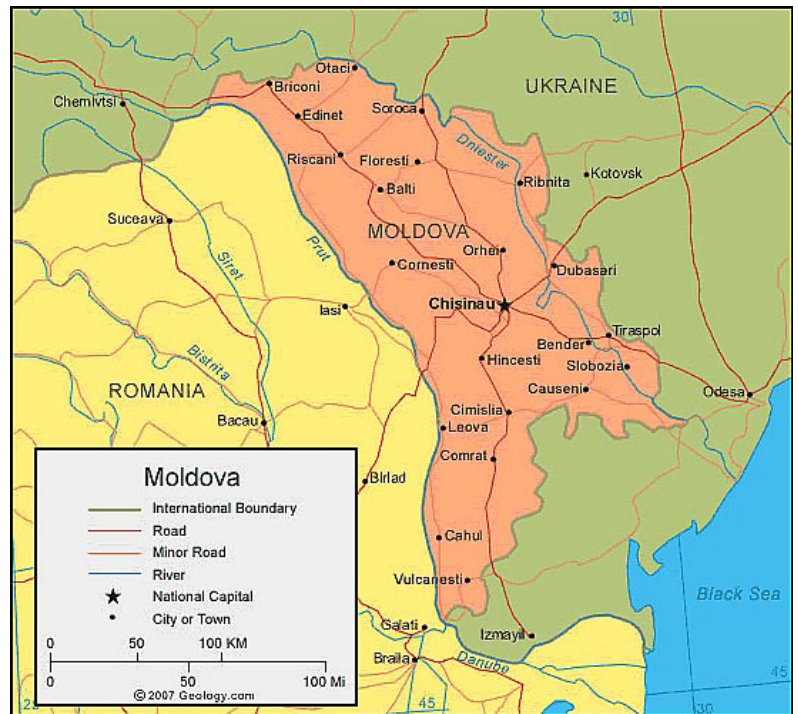 30
Otaci
Briconi
UKRAINE
Chernivtsi
Soroca
Edinet
Dniester
Riscani
Floresti
Kotovsk
Ribnita
Balti
Suceava
MOLDOVA
Orhei
Prut
Siret
Cornesti
Dubasari
Chisinau
Iasi
Tiraspol
Bender
Hincesti
Slobozia
Bistrita
ROMANIA
Causeni
Odesa
Cimislia
Bacau
Leova
Comrat
Birlad
Cahul
Vulcanesti
Black Sea
Galati
Izmayil
Braila
Danube
45
30
45
25
Moldova
International Boundary
Road
Minor Road
River
National Capital
City or Town
0 50 100 KM
0 50 100 Mi
© 2007 Geology.com